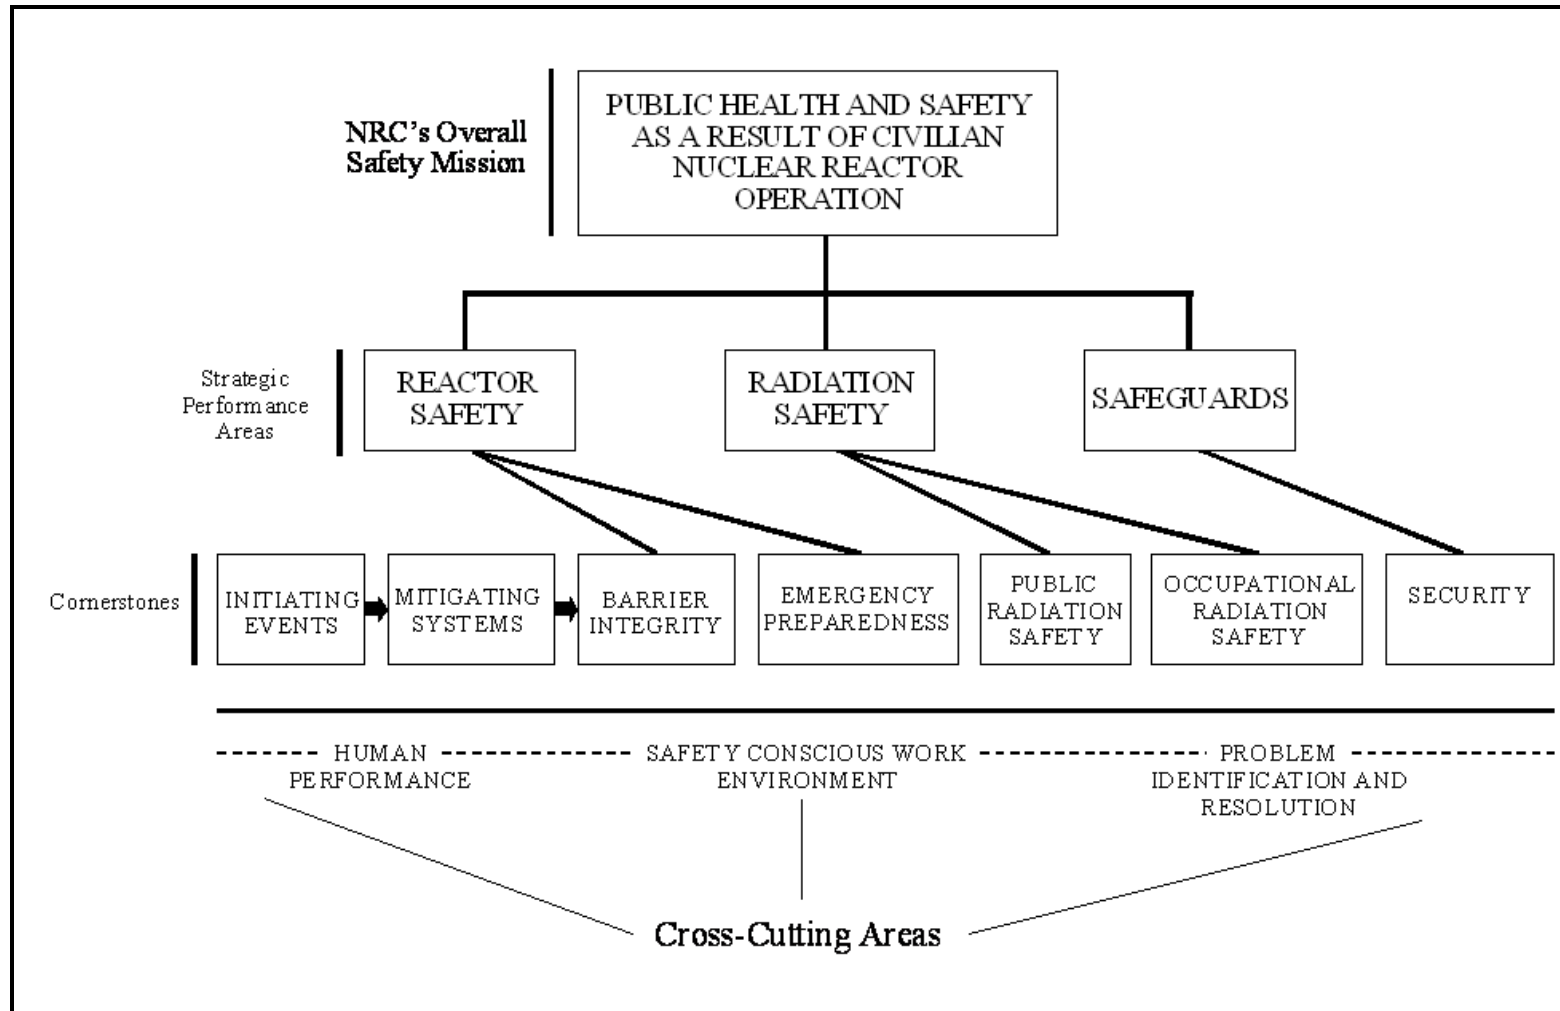 NRC's Overall
Safety Mission
PUBLIC HEALTH AND SAFETY
AS A RESULT OF CIVILIAN
NUCLEAR REACTOR
OPERATION
Strategic
Performance
Areas
REACTOR
SAFETY
RADIATION
SAFETY
SAFEGUARDS
Cornerstones
INITIATING
EVENTS
MITIGATING
SYSTEMS
BARRIER
INTEGRITY
EMERGENCY
PREPAREDNESS
PUBLIC
RADIATION
SAFETY
OCCUPATIONAL
RADIATION
SAFETY
SECURITY
HUMAN
PERFORMANCE
SAFETY CONSCIOUS WORK
ENVIRONMENT
PROBLEM
IDENTIFICATION AND
RESOLUTION
Cross-Cutting Areas